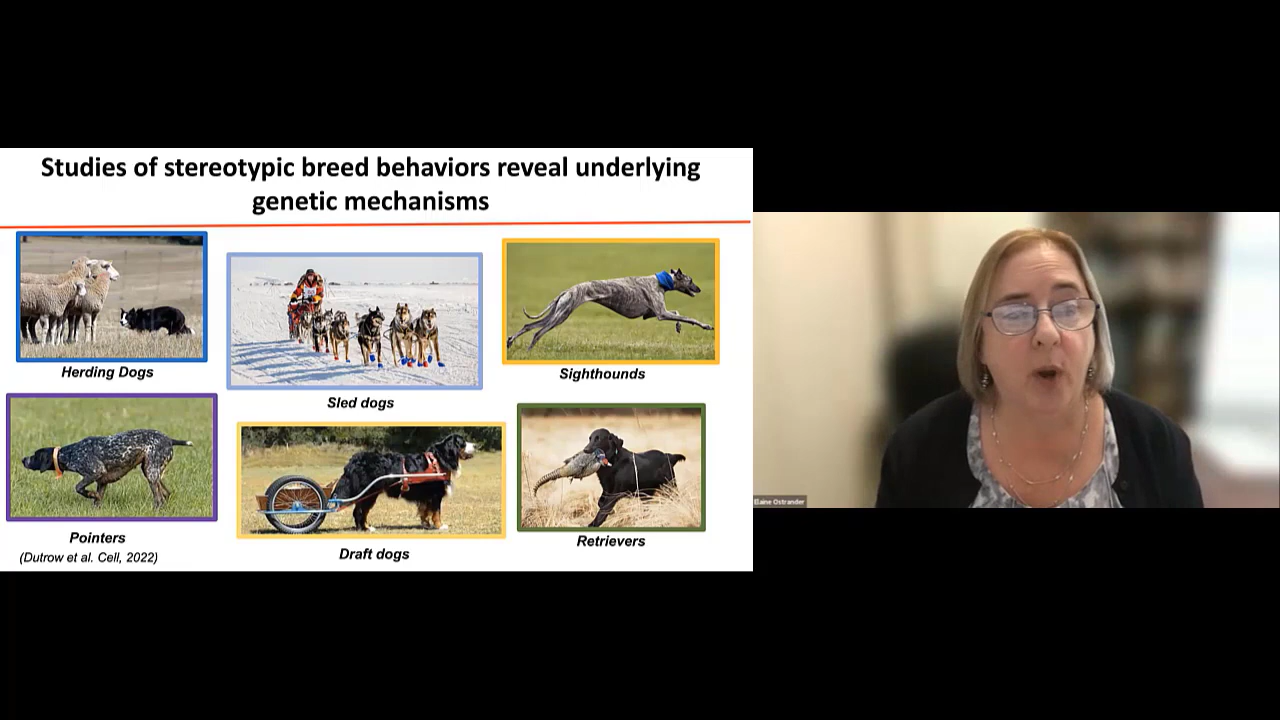 Studies of stereotypic breed behaviors reveal underlying
genetic mechanisms
Herding Dogs
Sled dogs
Sighthounds
Pointers
(Dutrow et al. Cell, 2022)
Draft dogs
Retrievers
Elaine Ostrander